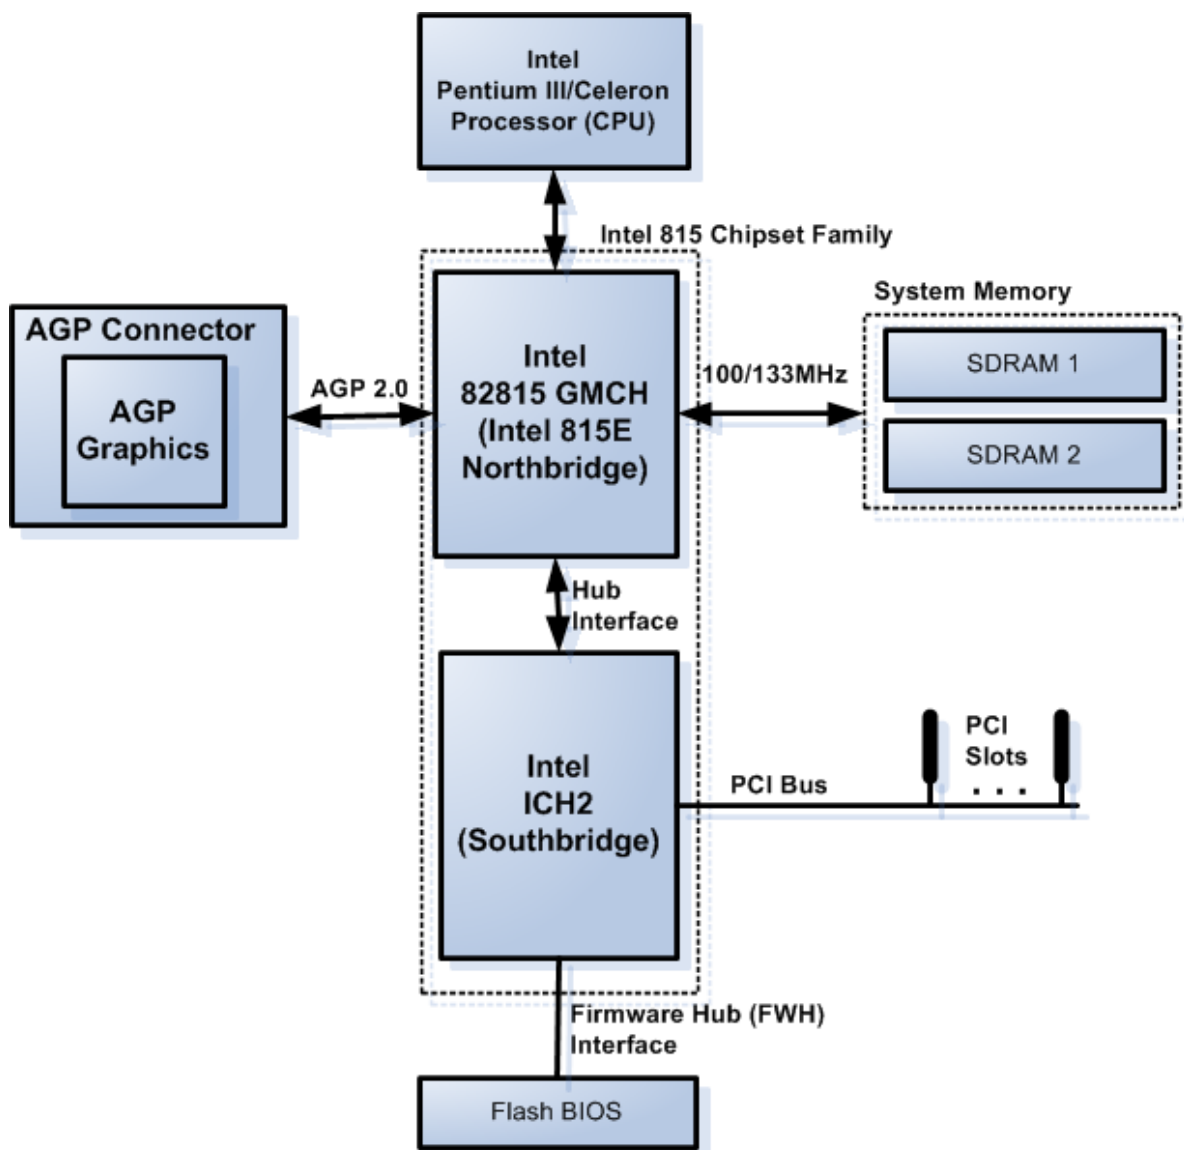 Intel
Pentium III/Celeron
Processor (CPU)
Intel 815 Chipset Family
System Memory
AGP Connector
AGP
Graphics
AGP 2.0
Intel
82815 GMCH
(Intel 815E
Northbridge)
100/133MHz
SDRAM 1
SDRAM 2
Hub
Interface
Intel
ICH2
(Southbridge)
PCI Bus
PCI
Slots
. . .
Firmware Hub (FWH)
Interface
Flash BIOS